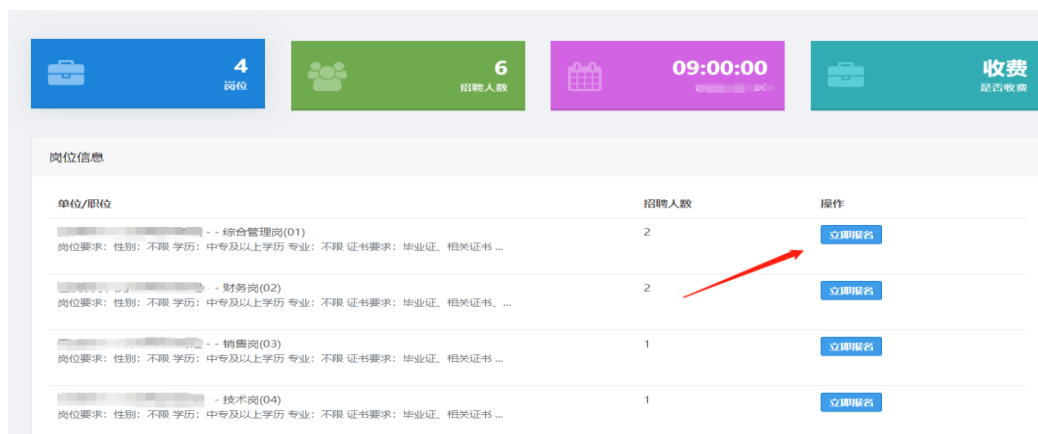 4
岗位
6
招聘人数
09:00:00
收费
是否收费
岗位信息
单位/职位 招聘人数 操作
- - 综合管理岗(01) 2 立即报名
岗位要求：性别：不限 学历：中专及以上学历 专业：不限 证书要求：毕业证、相关证书 ...
- 财务岗(02) 2 立即报名
岗位要求：性别：不限 学历：中专及以上学历 专业：不限 证书要求：毕业证、相关证书、...
- - 销售岗(03) 1 立即报名
岗位要求：性别：不限 学历：中专及以上学历 专业：不限 证书要求：毕业证、相关证书 ...
- 技术岗(04) 1 立即报名
岗位要求：性别：不限 学历：中专及以上学历 专业：不限 证书要求：毕业证、相关证书 ...